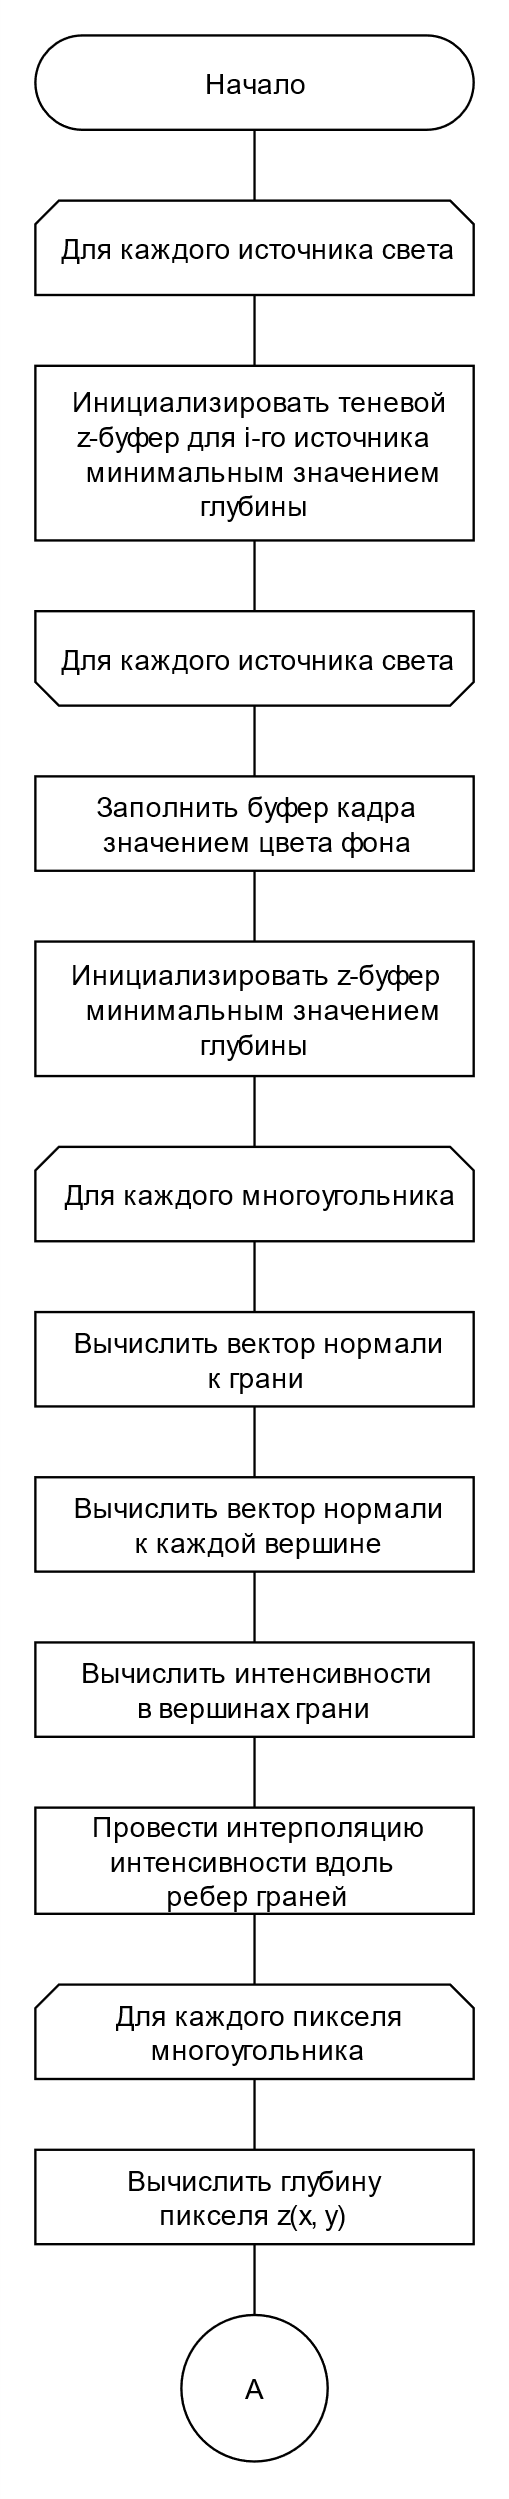 Начало
Для каждого источника света
Инициализировать теневой
z-буфер для i-го источника
минимальным значением
глубины
Для каждого источника света
Заполнить буфер кадра
значением цвета фона
Инициализировать z-буфер
минимальным значением
глубины
Для каждого многоугольника
Вычислить вектор нормали
к грани
Вычислить вектор нормали
к каждой вершине
Вычислить интенсивности
в вершинах грани
Провести интерполяцию
интенсивности вдоль
ребер граней
Для каждого пикселя
многоугольника
Вычислить глубину
пикселя z(x, y)
А